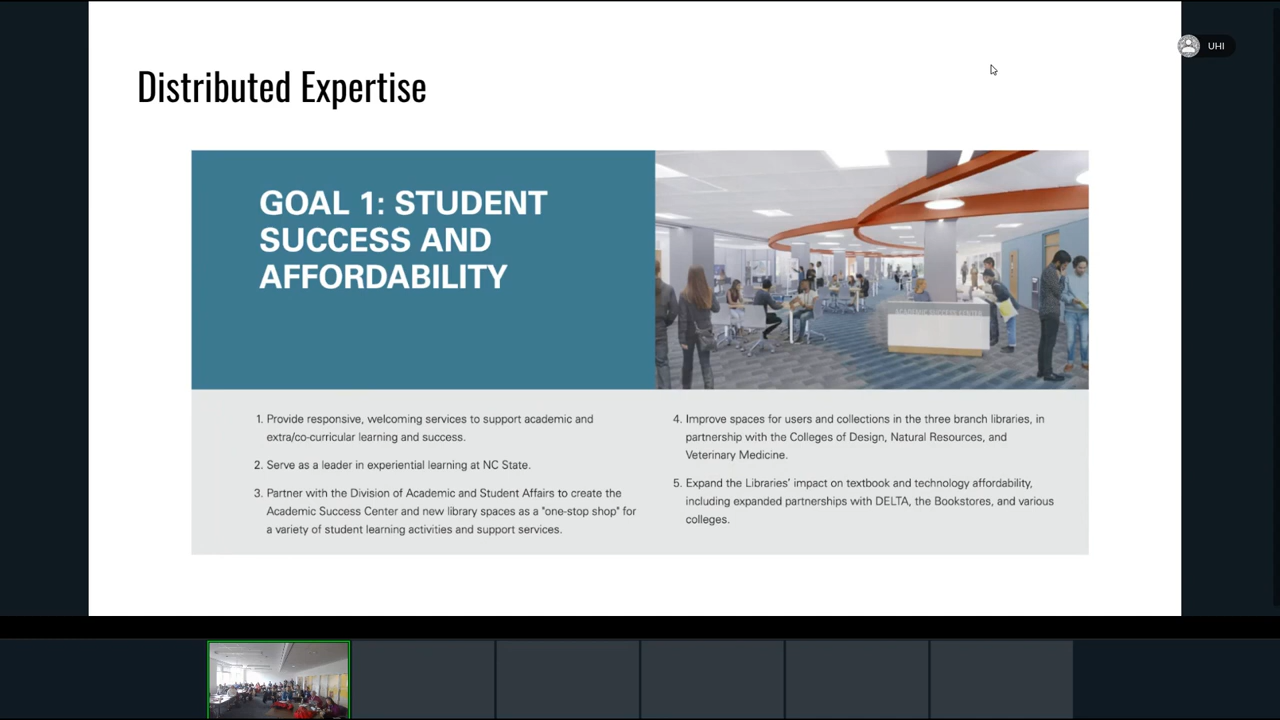 UHI
Distributed Expertise
GOAL 1: STUDENT
SUCCESS AND
AFFORDABILITY
ACADEMIC SUCCESS CENTER
1. Provide responsive, welcoming services to support academic and
extra/co-curricular learning and success.
2. Serve as a leader in experiential learning at NC State.
3. Partner with the Division of Academic and Student Affairs to create the
Academic Success Center and new library spaces as a "one-stop shop" for
a variety of student learning activities and support services.
4. Improve spaces for users and collections in the three branch libraries, in
partnership with the Colleges of Design, Natural Resources, and
Veterinary Medicine.
5. Expand the Libraries' impact on textbook and technology affordability,
including expanded partnerships with DELTA, the Bookstores, and various
colleges.